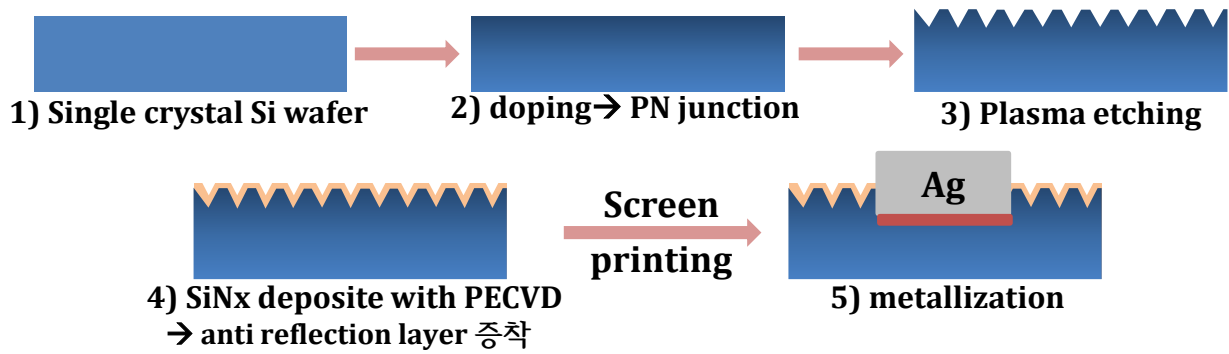 1) Single crystal Si wafer
2) doping→ PN junction
3) Plasma etching
4) SiNx deposite with PECVD
→ anti reflection layer 증착
Screen
printing
Ag
5) metallization